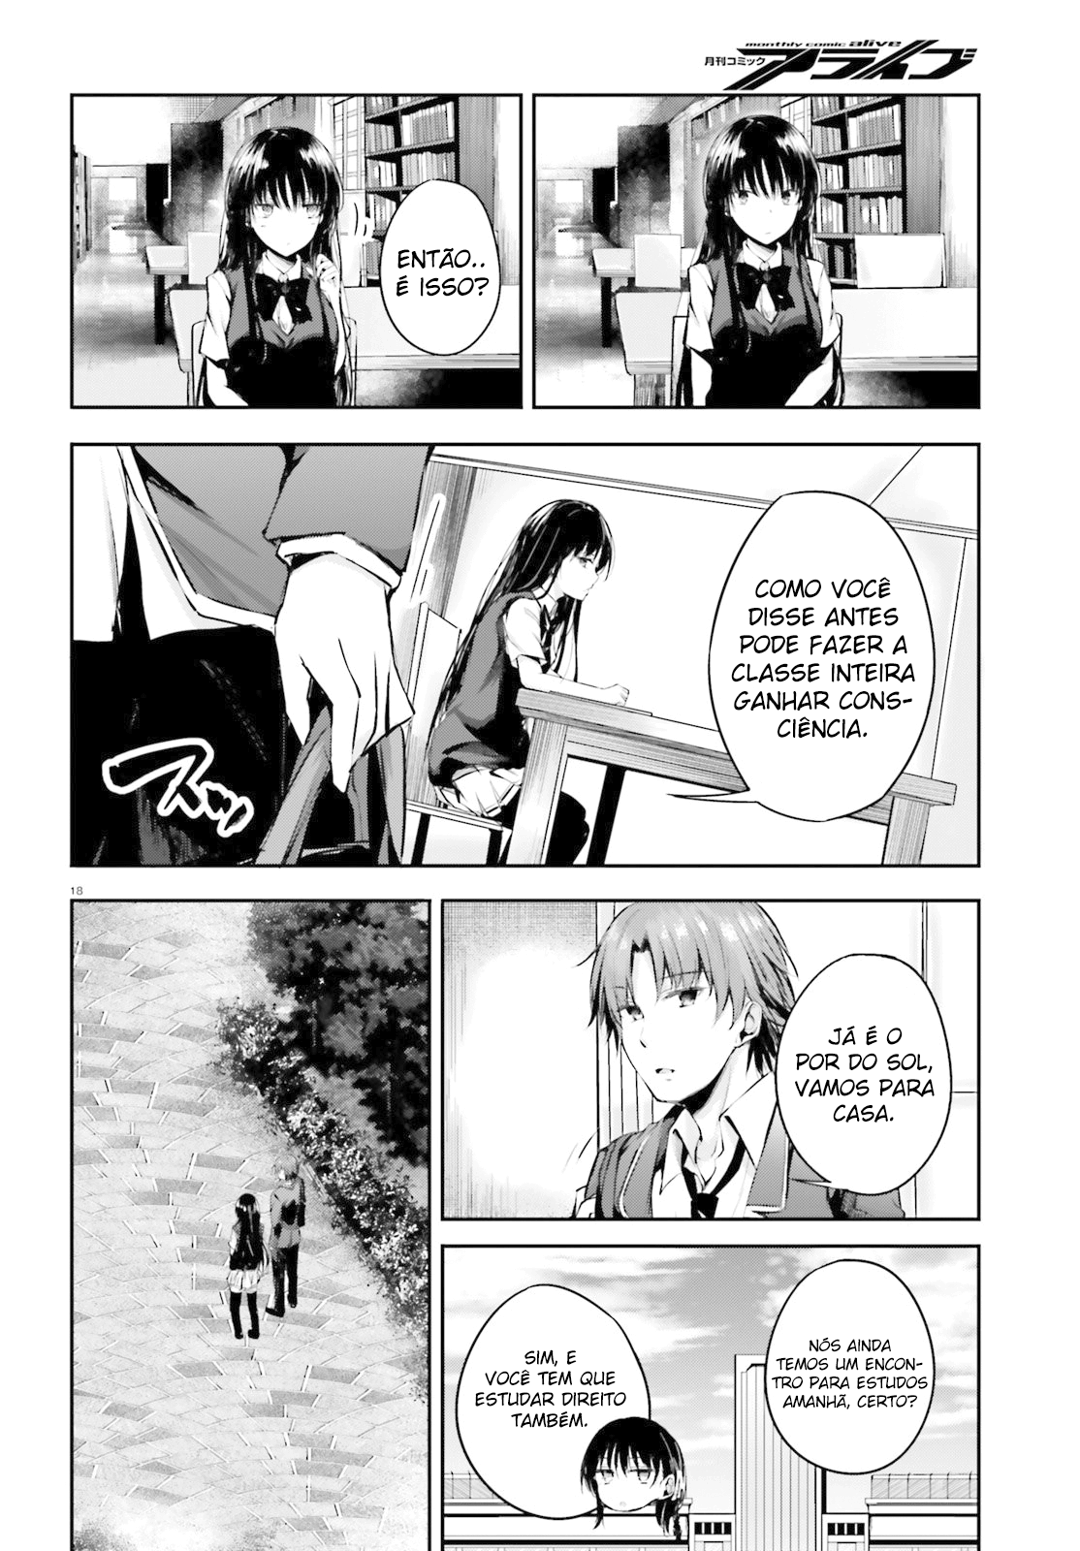 monthly comic alive
月刊コミック アライブ
ENTÃO..
É ISSO?
COMO VOCÊ
DISSE ANTES
PODE FAZER A
CLASSE INTEIRA
GANHAR CONS-
CIÊNCIA.
スッ
18
JÁ É O
POR DO SOL,
VAMOS PARA
CASA.
NÓS AINDA
TEMOS UM ENCON-
TRO PARA ESTUDOS
AMANHÃ, CERTO?
SIM, E
VOCÊ TEM QUE
ESTUDAR DIREITO
TAMBÉM.